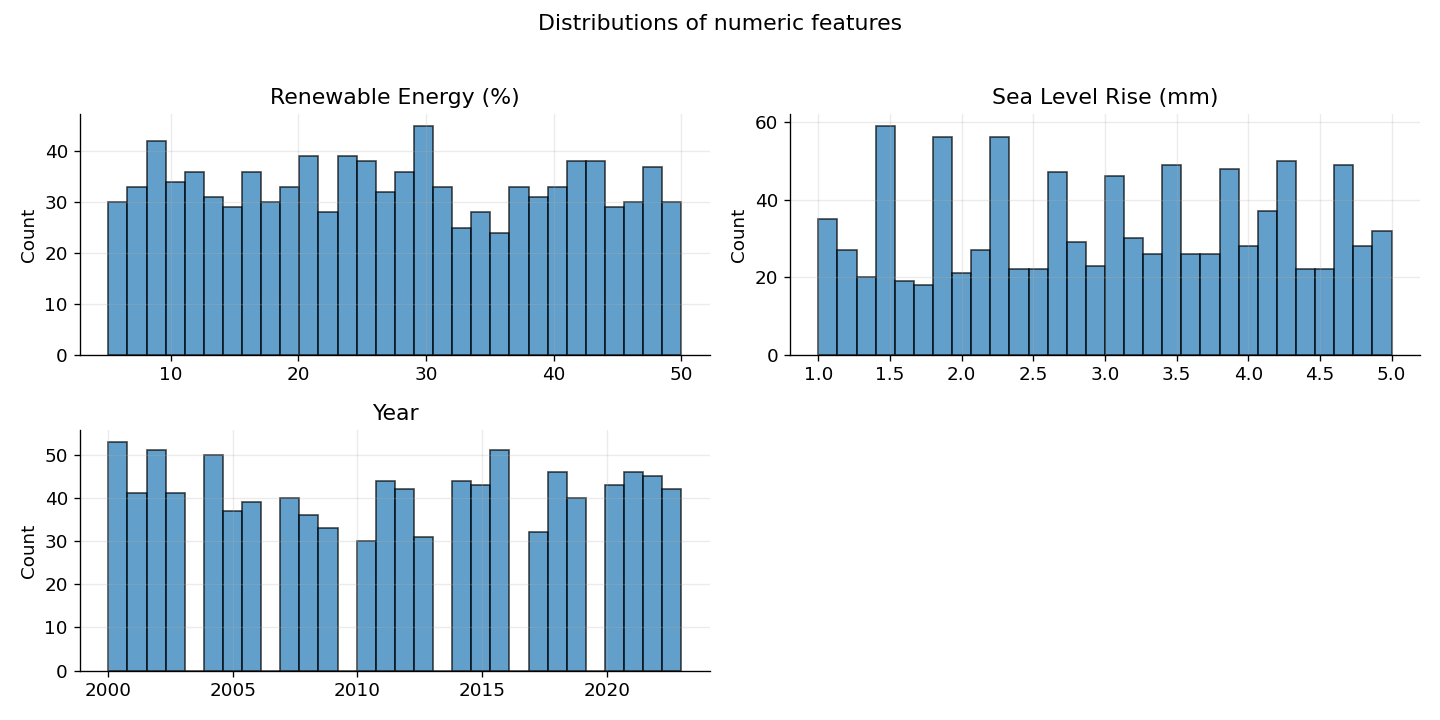 Distributions of numeric features
Renewable Energy (%)
Count
40
30
20
10
0
10 20 30 40 50
Sea Level Rise (mm)
Count
60
40
20
0
1.0 1.5 2.0 2.5 3.0 3.5 4.0 4.5 5.0
Year
Count
50
40
30
20
10
0
2000 2005 2010 2015 2020